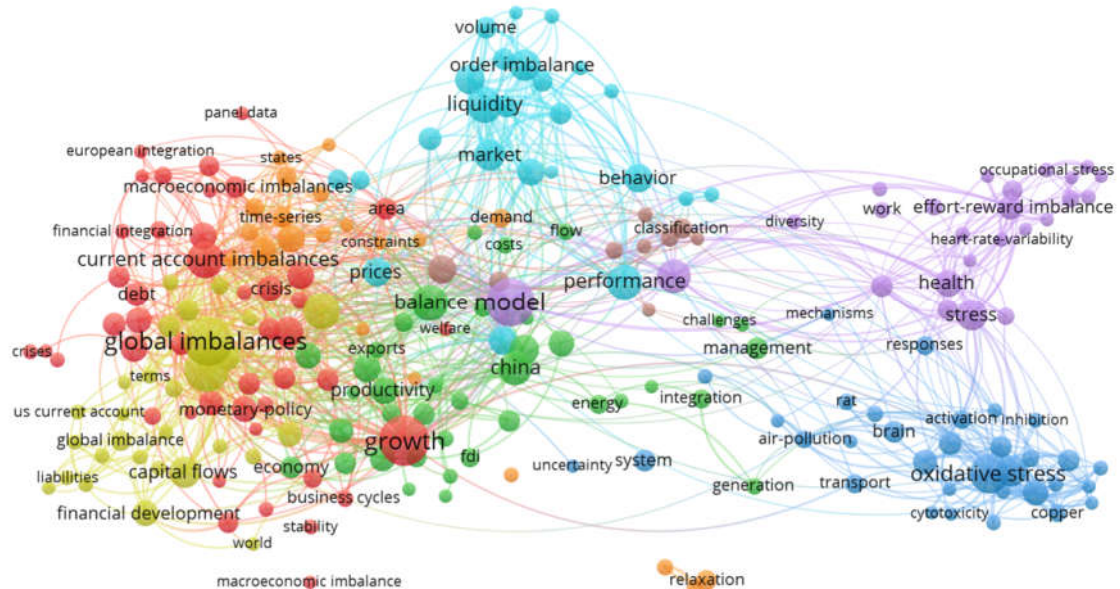 volume
order imbalance
liquidity
panel data
european integration
states
market
macroeconomic imbalances
behavior
occupational stress
time-series
area
demand
classification
diversity
work
effort-reward imbalance
financial integration
constraints
costs
flow
heart-rate-variability
current account imbalances
prices
performance
health
debt
crisis
balance
model
mechanisms
stress
welfare
challenges
global imbalances
exports
management
responses
crises
china
terms
productivity
us current account
monetary-policy
energy
integration
rat
activation
inhibition
global imbalance
growth
air-pollution
brain
liabilities
capital flows
economy
fdi
uncertainty
system
oxidative stress
business cycles
generation
transport
financial development
stability
cytotoxicity
copper
world
macroeconomic imbalance
relaxation